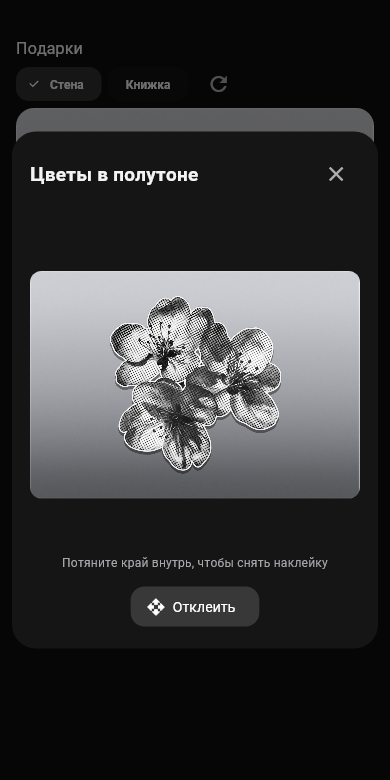 Подарки
Стена
Книжка
Цветы в полутоне
Потяните край внутрь, чтобы снять наклейку
Отклеить